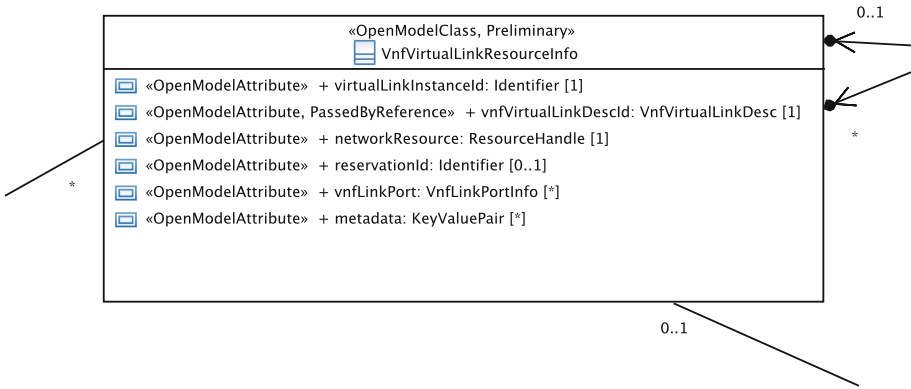 0..1
«OpenModelClass, Preliminary»
VnfVirtualLinkResourceInfo
«OpenModelAttribute» + virtualLinkInstanceId: Identifier [1]
«OpenModelAttribute, PassedByReference» + vnfVirtualLinkDescId: VnfVirtualLinkDesc [1]
*
«OpenModelAttribute» + networkResource: ResourceHandle [1]
«OpenModelAttribute» + reservationId: Identifier [0..1]
*
«OpenModelAttribute» + vnfLinkPort: VnfLinkPortInfo [*]
«OpenModelAttribute» + metadata: KeyValuePair [*]
0..1